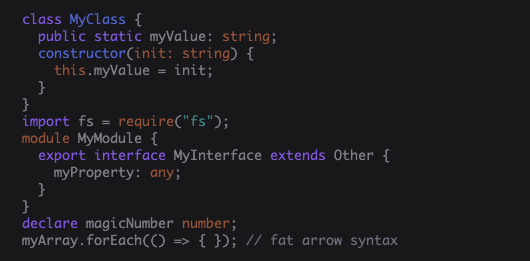 class MyClass {
  public static myValue: string;
  constructor(init: string) {
    this.myValue = init;
  }
}
import fs = require("fs");
module MyModule {
  export interface MyInterface extends Other {
    myProperty: any;
  }
}
declare magicNumber number;
myArray.forEach(() => { }); // fat arrow syntax